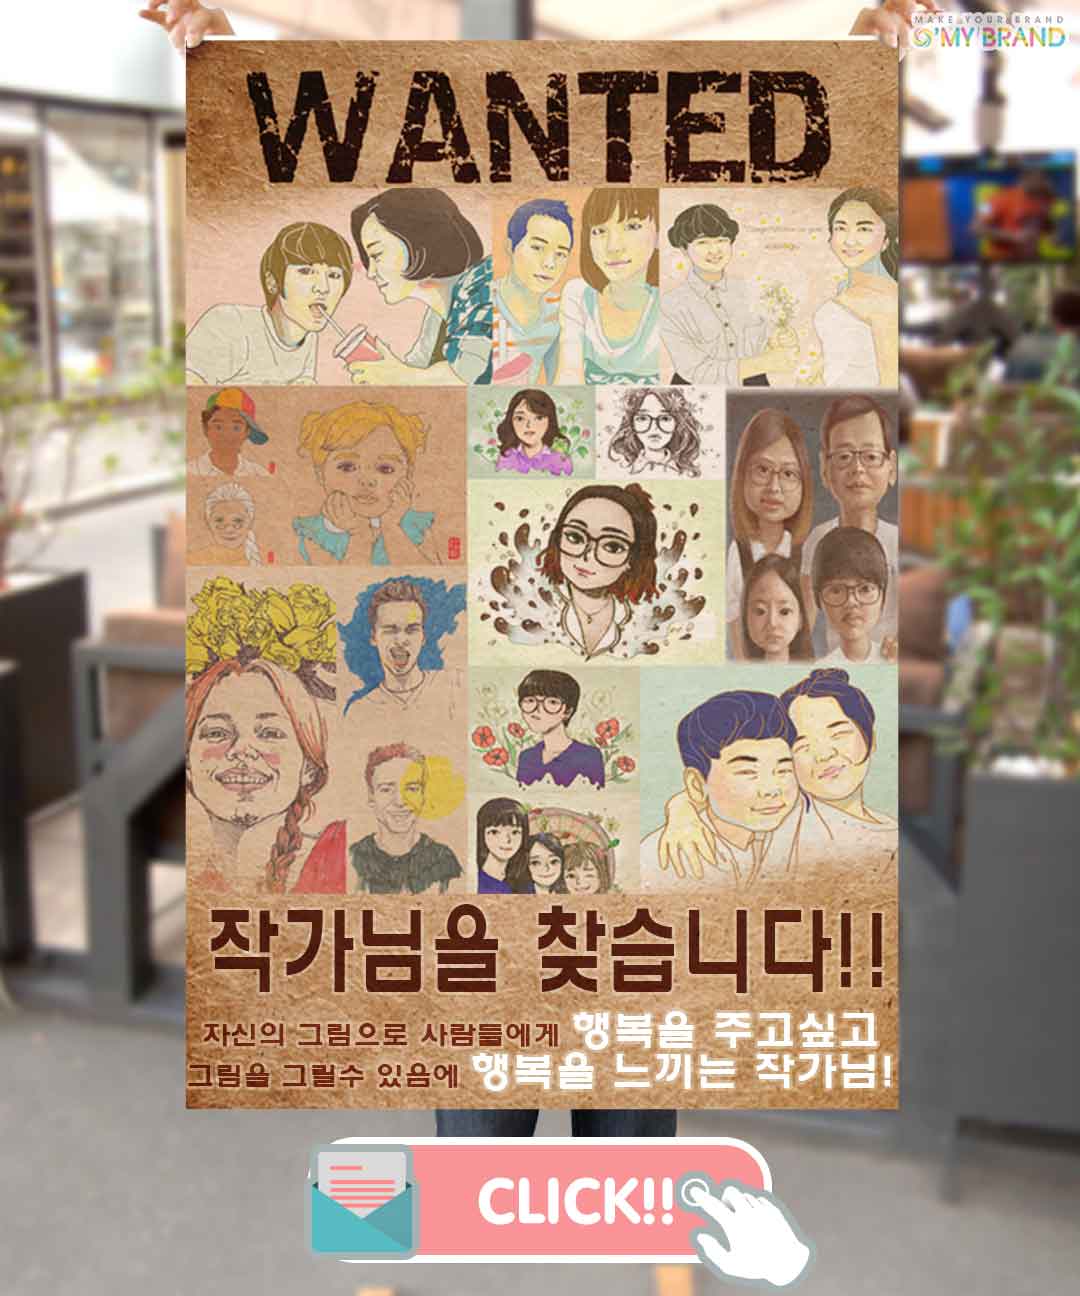 MAKE YOUR BRAND
O'MY BRAND
WANTED
작가님을 찾습니다!!
자신의 그림으로 사람들에게 행복을 주고싶고
그림을 그릴수 있음에 행복을 느끼는 작가님!
CLICK!!